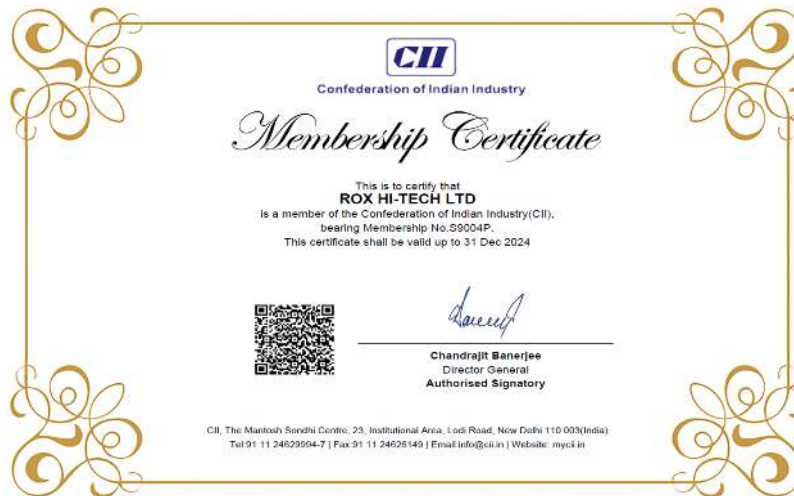 CII
Confederation of Indian Industry
Membership Certificate
This is to certify that
ROX HI-TECH LTD
is a member of the Confederation of Indian Industry(CII),
bearing Membership No.S9004P.
This certificate shall be valid up to 31 Dec 2024
Chandrajit Banerjee
Director General
Authorised Signatory
CII, The Mantosh Sondhi Centre, 23, Institutional Area, Lodi Road, New Delhi 110 003(India)
Tel:91 11 24629994-7 | Fax:91 11 24626149 | Email:info@cii.in | Website: mycii.in